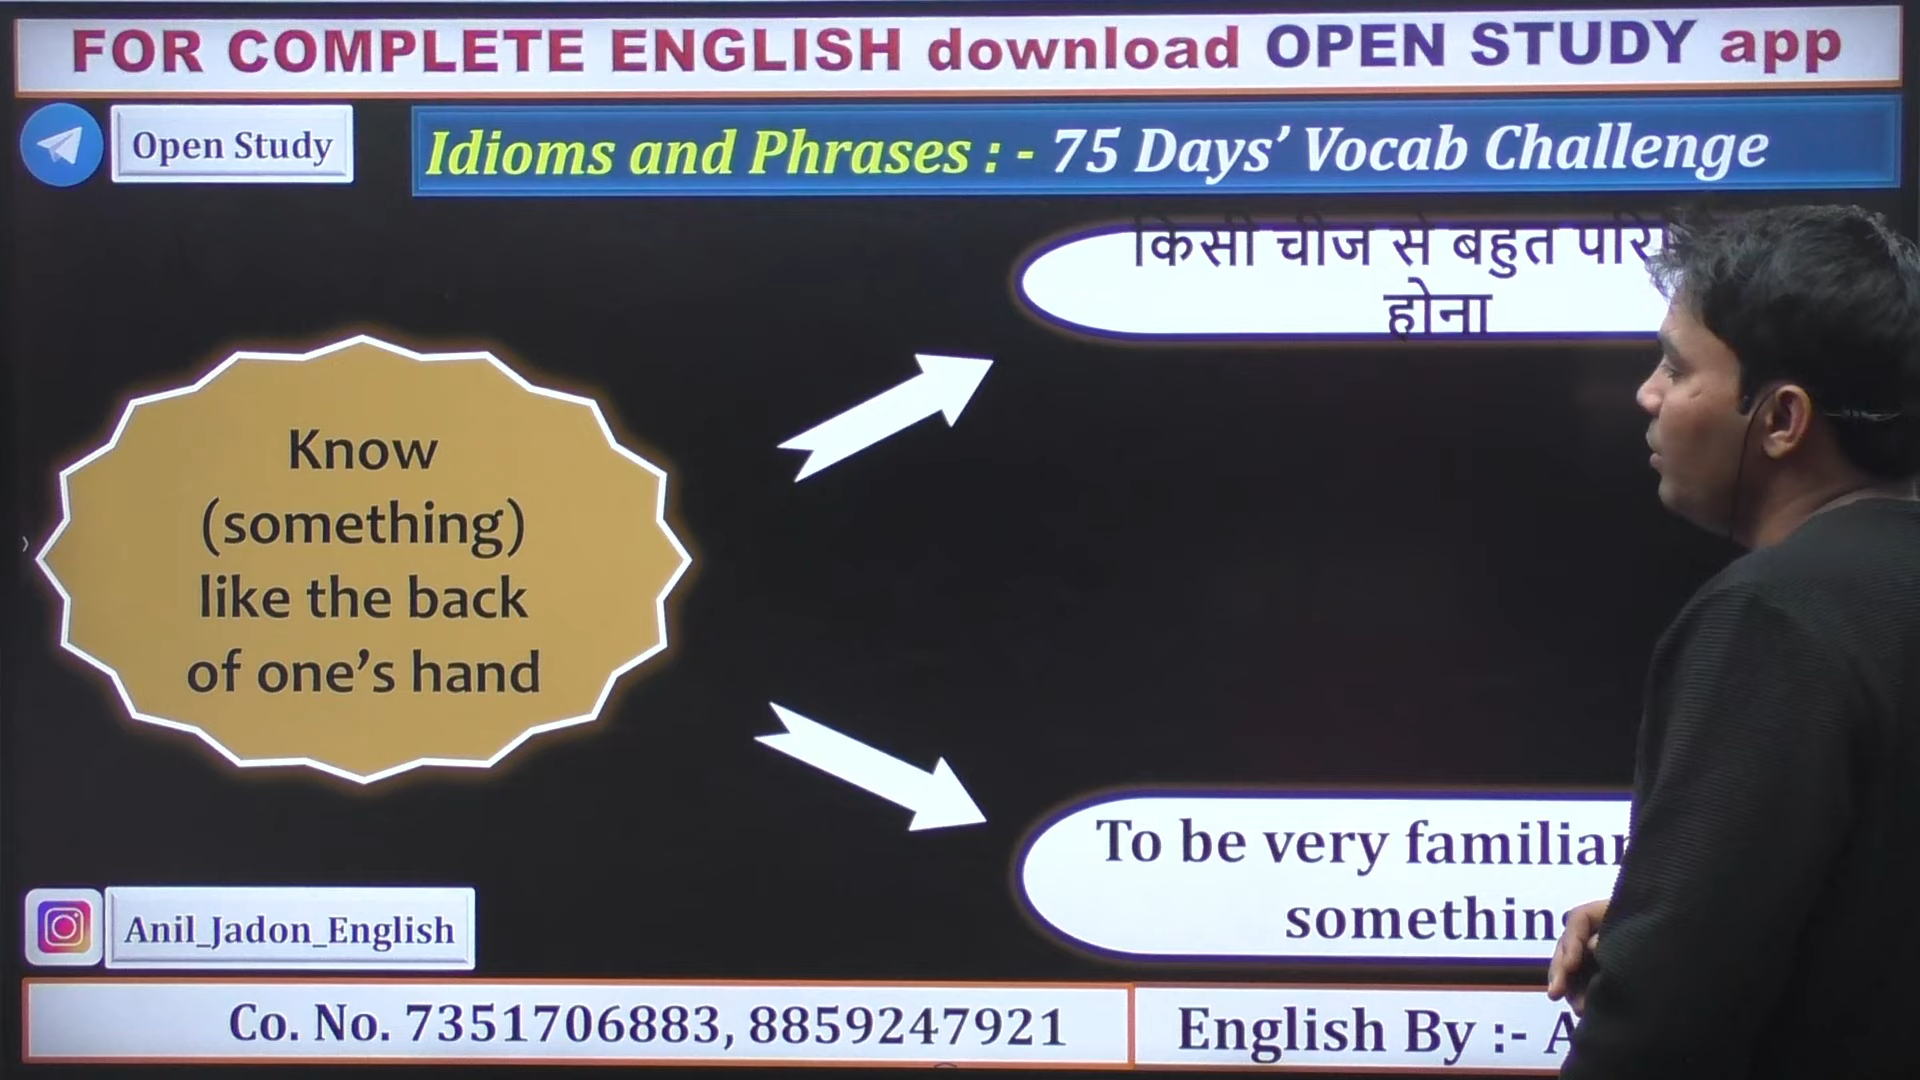 FOR COMPLETE ENGLISH download OPEN STUDY app
Open Study
Idioms and Phrases : - 75 Days’ Vocab Challenge
किसी चीज से बहुत
होना
Know
(something)
like the back
of one’s hand
To be very familiar
something
Anil_Jadon_English
Co. No. 7351706883, 8859247921
English By :- A